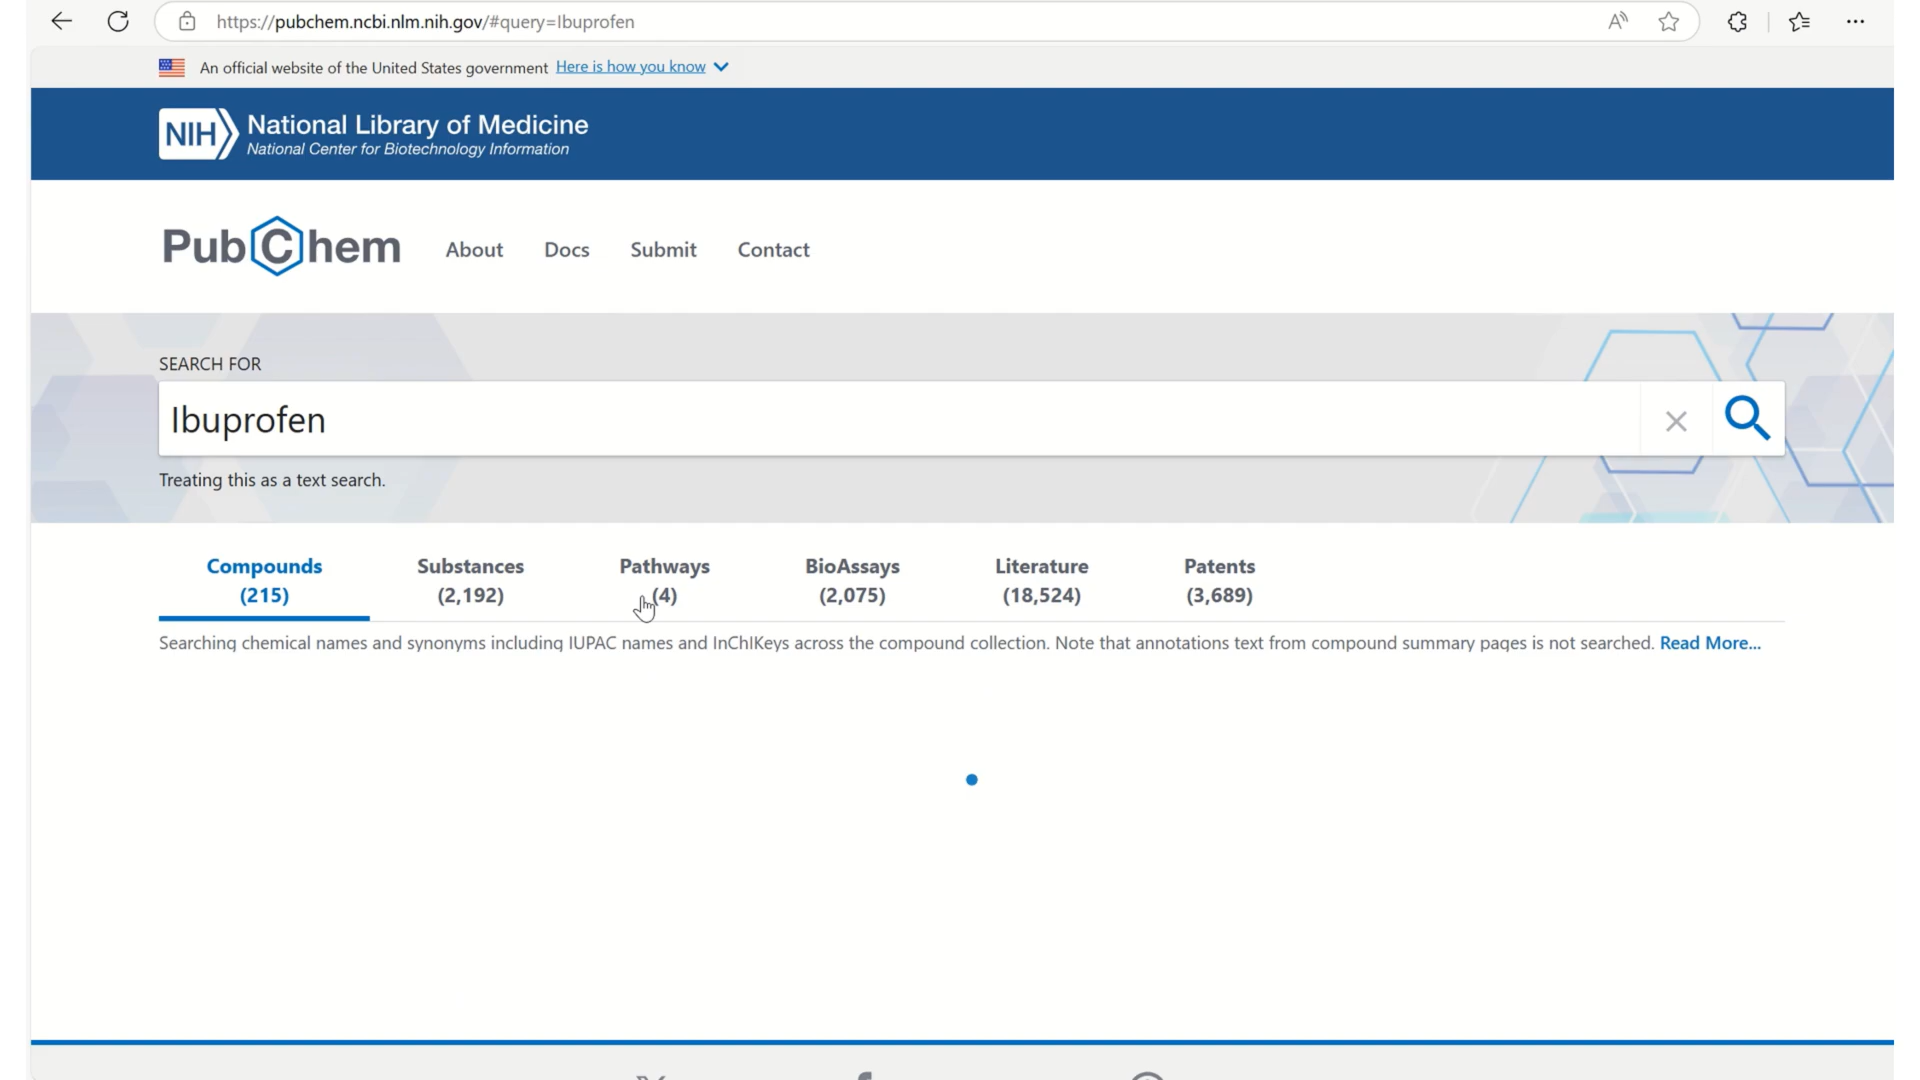 https://pubchem.ncbi.nlm.nih.gov/#query=Ibuprofen
An official website of the United States government Here is how you know
NIH National Library of Medicine
National Center for Biotechnology Information
PubChem About Docs Submit Contact
SEARCH FOR
Ibuprofen
Treating this as a text search.
Compounds Substances Pathways BioAssays Literature Patents
(215) (2,192) (4) (2,075) (18,524) (3,689)
Searching chemical names and synonyms including IUPAC names and InChIKeys across the compound collection. Note that annotations text from compound summary pages is not searched. Read More...